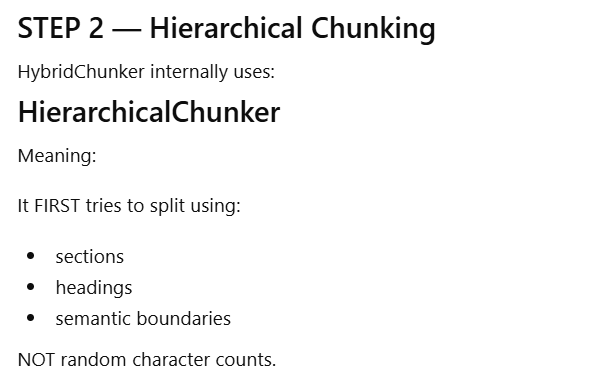 STEP 2 — Hierarchical Chunking
HybridChunker internally uses:
HierarchicalChunker
Meaning:
It FIRST tries to split using:
• sections
• headings
• semantic boundaries
NOT random character counts.